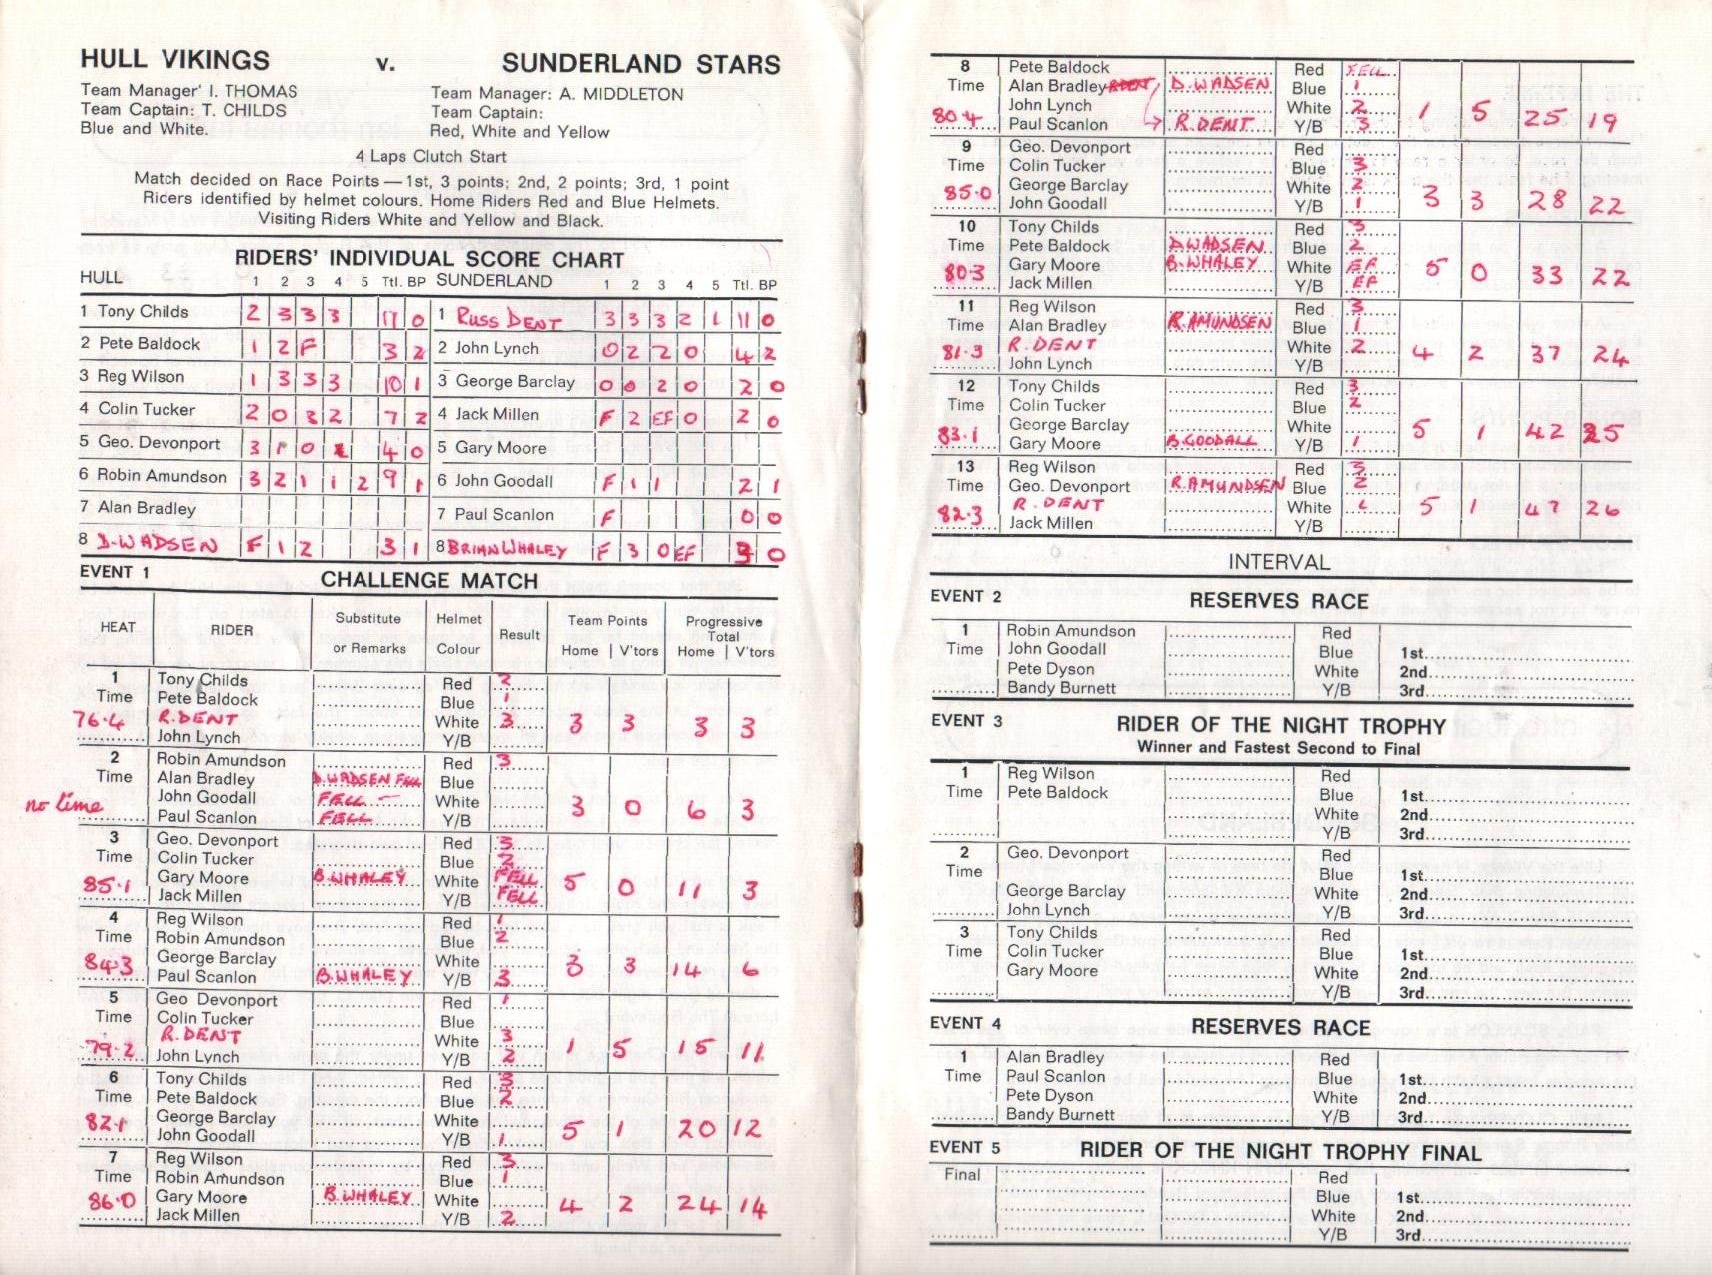 HULL VIKINGS v. SUNDERLAND STARS
Team Manager' I. THOMAS Team Manager: A. MIDDLETON
Team Captain: T. CHILDS Team Captain:
Blue and White. Red, White and Yellow
4 Laps Clutch Start
Match decided on Race Points — 1st, 3 points; 2nd, 2 points; 3rd, 1 point
Ricers identified by helmet colours. Home Riders Red and Blue Helmets.
Visiting Riders White and Yellow and Black.
RIDERS' INDIVIDUAL SCORE CHART
HULL 1 2 3 4 5 Ttl. BP SUNDERLAND 1 2 3 4 5 Ttl. BP
1 Tony Childs 2 3 3 3 11 0 1 RUSS DENT 3 3 3 2 1 11 0
2 Pete Baldock 1 2 F 3 2 2 John Lynch 0 2 2 0 4 2
3 Reg Wilson 1 3 3 3 10 1 3 George Barclay 0 0 2 0 2 0
4 Colin Tucker 2 0 3 2 7 2 4 Jack Millen F 2 EF 0 2 0
5 Geo. Devonport 3 1 0 4 0 5 Gary Moore
6 Robin Amundson 3 2 1 1 2 9 1 6 John Goodall F 1 1 2 1
7 Alan Bradley 7 Paul Scanlon F 0 0
8 D. WADSEN F 1 2 3 1 8 BRIAN WHALEY F 3 0 EF 3 0
EVENT 1 CHALLENGE MATCH
HEAT RIDER Substitute or Remarks Helmet Colour Result Team Points Home V'tors Progressive Total Home V'tors
1 Tony Childs Red 2
Time Pete Baldock Blue 1
76.4 R. DENT White 3 3 3 3 3
John Lynch Y/B
2 Robin Amundson Red 3
Time Alan Bradley D. WADSEN FELL Blue
no time John Goodall FELL White 3 0 6 3
Paul Scanlon FELL Y/B
3 Geo. Devonport Red 3
Time Colin Tucker Blue 2
85.1 Gary Moore B. WHALEY White FELL 5 0 11 3
Jack Millen Y/B FELL
4 Reg Wilson Red 1
Time Robin Amundson Blue 2
84.3 George Barclay White 3 3 14 6
Paul Scanlon B. WHALEY Y/B 3
5 Geo Devonport Red 1
Time Colin Tucker Blue
79.2 R. DENT White 3 1 5 15 11
John Lynch Y/B 2
6 Tony Childs Red 3
Time Pete Baldock Blue 2
82.1 George Barclay White 5 1 20 12
John Goodall Y/B 1
7 Reg Wilson Red 3
Time Robin Amundson Blue 1
86.0 Gary Moore B. WHALEY White 4 2 24 14
Jack Millen Y/B 2
8 Pete Baldock Red FELL
Time Alan Bradley D. WADSEN Blue 1
80.4 John Lynch White 2 1 5 25 19
Paul Scanlon R. DENT Y/B 3
9 Geo. Devonport Red
Time Colin Tucker Blue 3
85.0 George Barclay White 2 3 3 28 22
John Goodall Y/B 1
10 Tony Childs Red 3
Time Pete Baldock D. WADSEN Blue 2
80.3 Gary Moore B. WHALEY White EF 5 0 33 22
Jack Millen Y/B EF
11 Reg Wilson Red 3
Time Alan Bradley R. AMUNDSEN Blue 1
81.3 R. DENT White 2 4 2 37 24
John Lynch Y/B
12 Tony Childs Red 3
Time Colin Tucker Blue 2
83.1 George Barclay White 5 1 42 25
Gary Moore B. GOODALL Y/B 1
13 Reg Wilson Red 3
Time Geo. Devonport R. AMUNDSEN Blue 2
82.3 R. DENT White 5 1 47 26
Jack Millen Y/B
INTERVAL
EVENT 2 RESERVES RACE
1 Robin Amundson Red
Time John Goodall Blue 1st
Pete Dyson White 2nd
Bandy Burnett Y/B 3rd
EVENT 3 RIDER OF THE NIGHT TROPHY
Winner and Fastest Second to Final
1 Reg Wilson Red
Time Pete Baldock Blue 1st
White 2nd
Y/B 3rd
2 Geo. Devonport Red
Time Blue 1st
George Barclay White 2nd
John Lynch Y/B 3rd
3 Tony Childs Red
Time Colin Tucker Blue 1st
Gary Moore White 2nd
Y/B 3rd
EVENT 4 RESERVES RACE
1 Alan Bradley Red
Time Paul Scanlon Blue 1st
Pete Dyson White 2nd
Bandy Burnett Y/B 3rd
EVENT 5 RIDER OF THE NIGHT TROPHY FINAL
Final Red
Blue 1st
White 2nd
Y/B 3rd